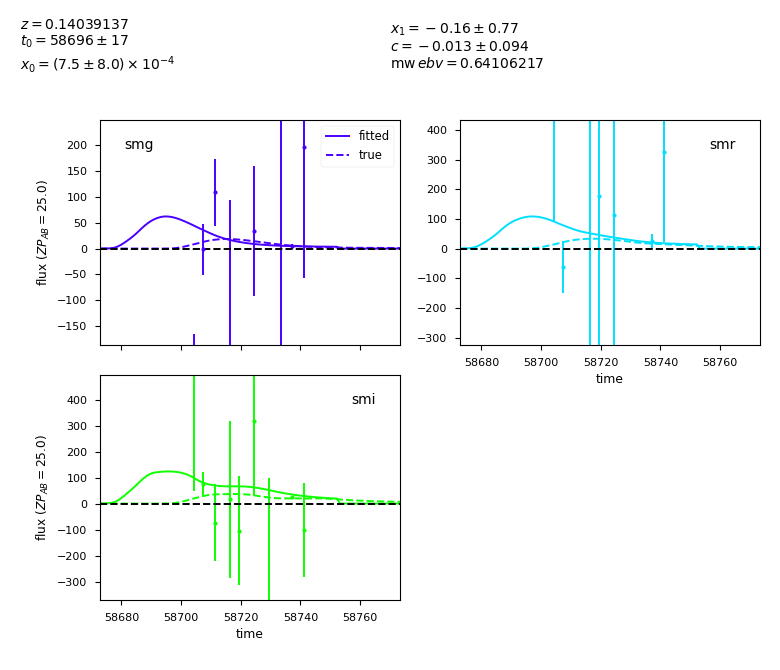 z = 0.14039137
t₀ = 58696 ± 17
x₀ = (7.5 ± 8.0) × 10⁻⁴
x₁ = −0.16 ± 0.77
c = −0.013 ± 0.094
mw ebv = 0.64106217
smg
fitted
true
200
150
100
50
0
−50
−100
−150
flux (ZP_AB = 25.0)
smr
400
300
200
100
0
−100
−200
−300
58680 58700 58720 58740 58760
time
smi
400
300
200
100
0
−100
−200
−300
flux (ZP_AB = 25.0)
58680 58700 58720 58740 58760
time